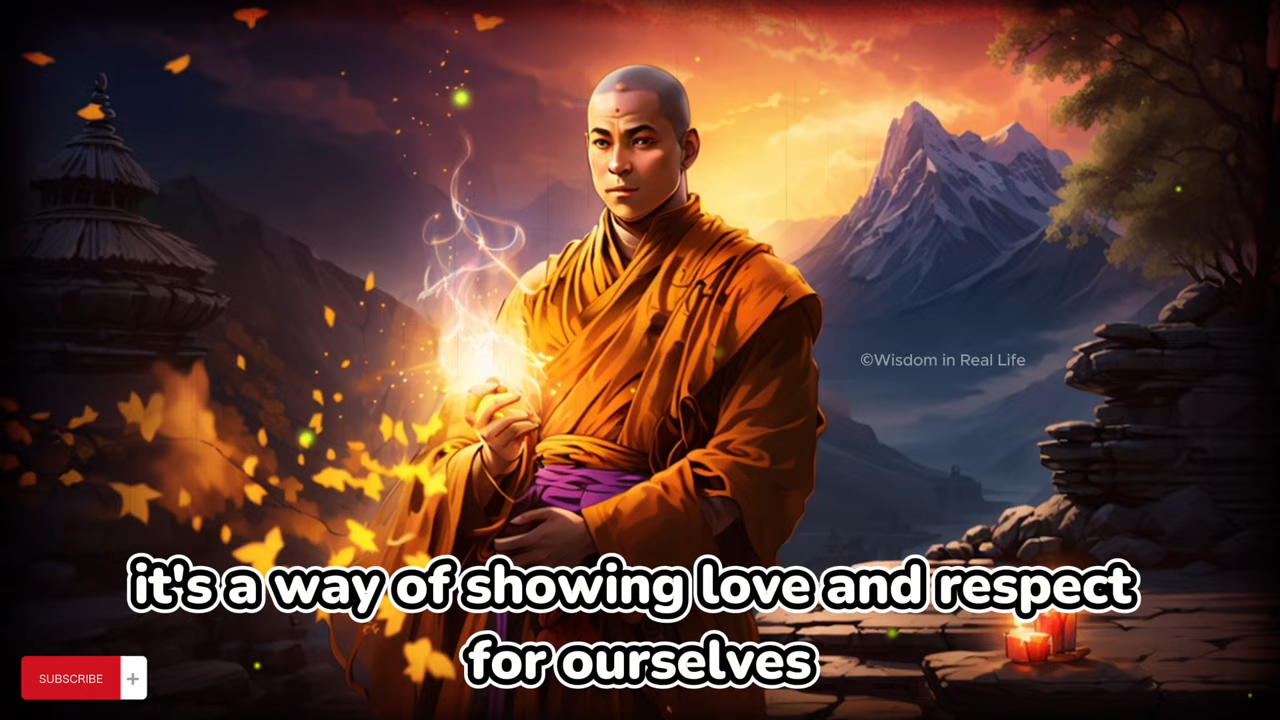 ©Wisdom in Real Life
it's a way of showing love and respect
for ourselves
SUBSCRIBE +